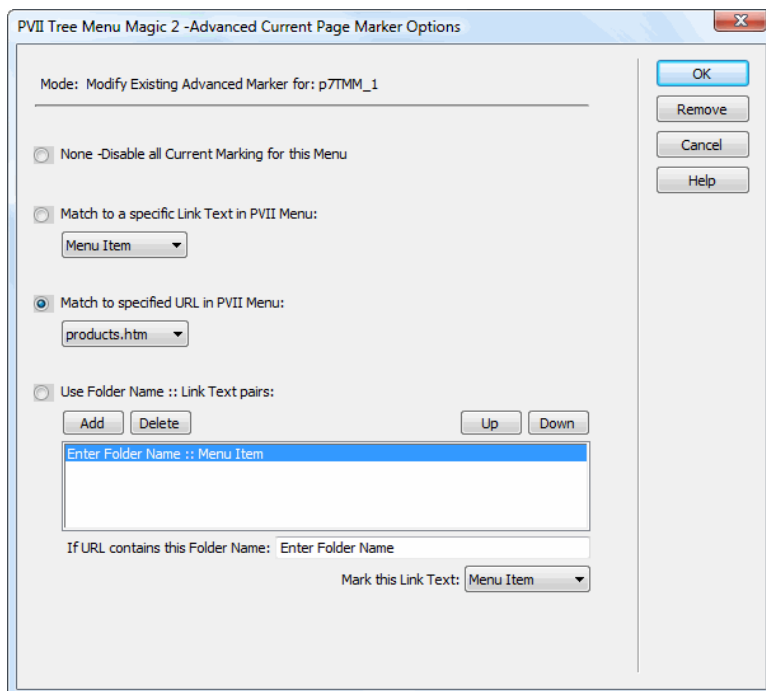 PVII Tree Menu Magic 2 -Advanced Current Page Marker Options
Mode: Modify Existing Advanced Marker for: p7TMM_1
OK
Remove
Cancel
Help
None -Disable all Current Marking for this Menu
Match to a specific Link Text in PVII Menu:
Menu Item
Match to specified URL in PVII Menu:
products.htm
Use Folder Name :: Link Text pairs:
Add Delete Up Down
Enter Folder Name :: Menu Item
If URL contains this Folder Name: Enter Folder Name
Mark this Link Text: Menu Item